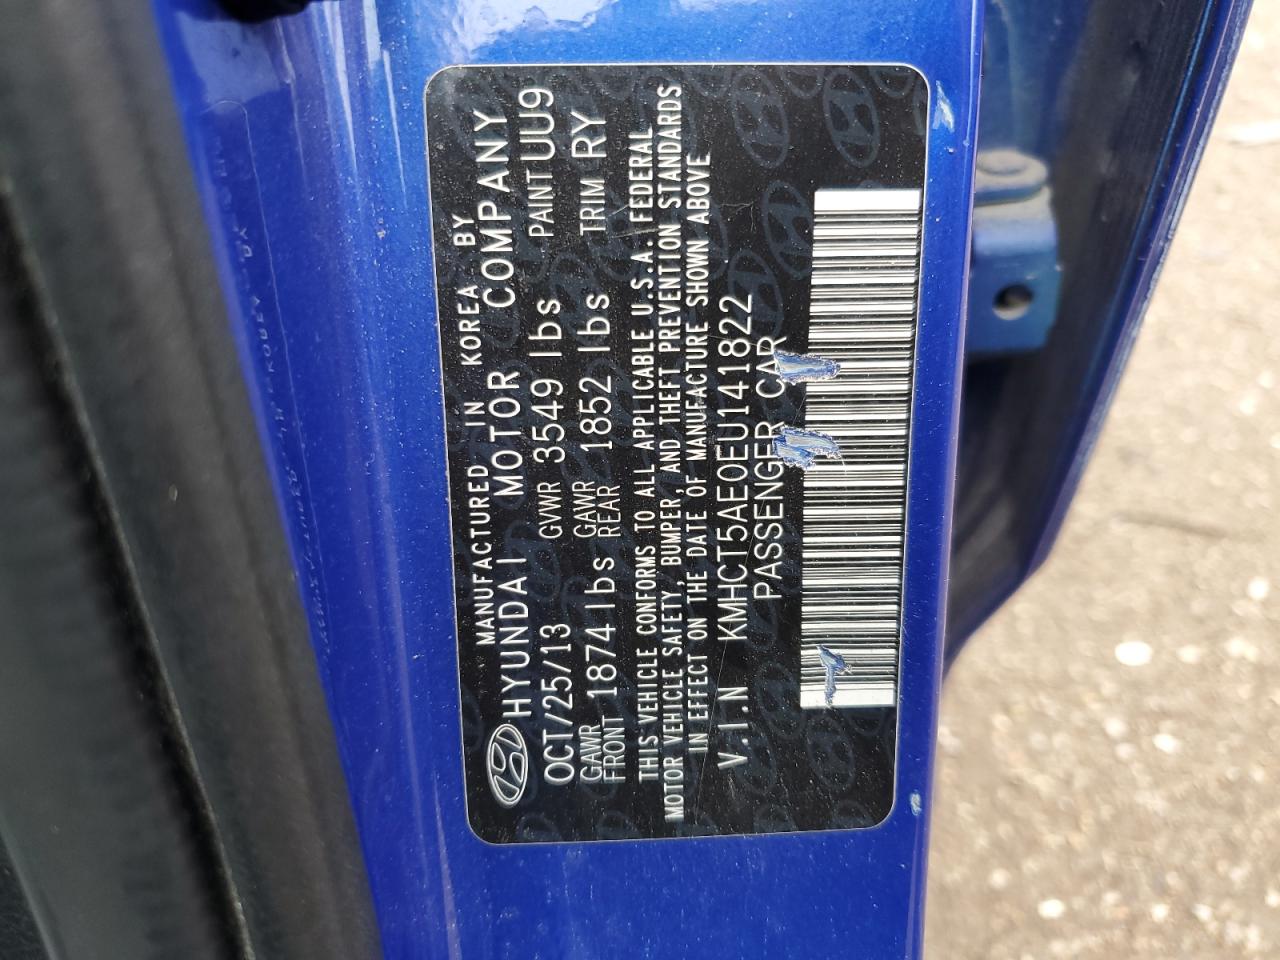 MANUFACTURED IN KOREA BY
HYUNDAI MOTOR COMPANY
OCT/25/13 GVWR 3549 lbs PAINT UU9
GAWR FRONT 1874 lbs GAWR REAR 1852 lbs TRIM RY
THIS VEHICLE CONFORMS TO ALL APPLICABLE U.S.A. FEDERAL
MOTOR VEHICLE SAFETY, BUMPER, AND THEFT PREVENTION STANDARDS
IN EFFECT ON THE DATE OF MANUFACTURE SHOWN ABOVE
V.I.N KMHCT5AE0EU141822
PASSENGER CAR